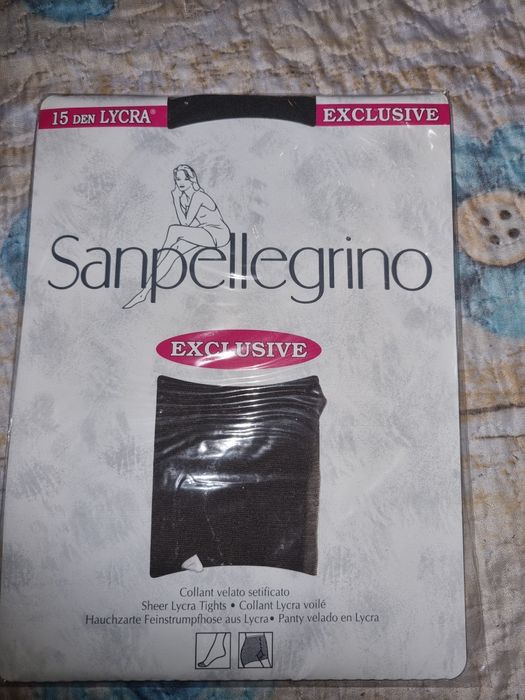 15 DEN LYCRA® EXCLUSIVE
Sanpellegrino
EXCLUSIVE
Collant velato setificato
Sheer Lycra Tights • Collant Lycra voilé
Hauchzarte Feinstrumpfhose aus Lycra • Panty velado en Lycra